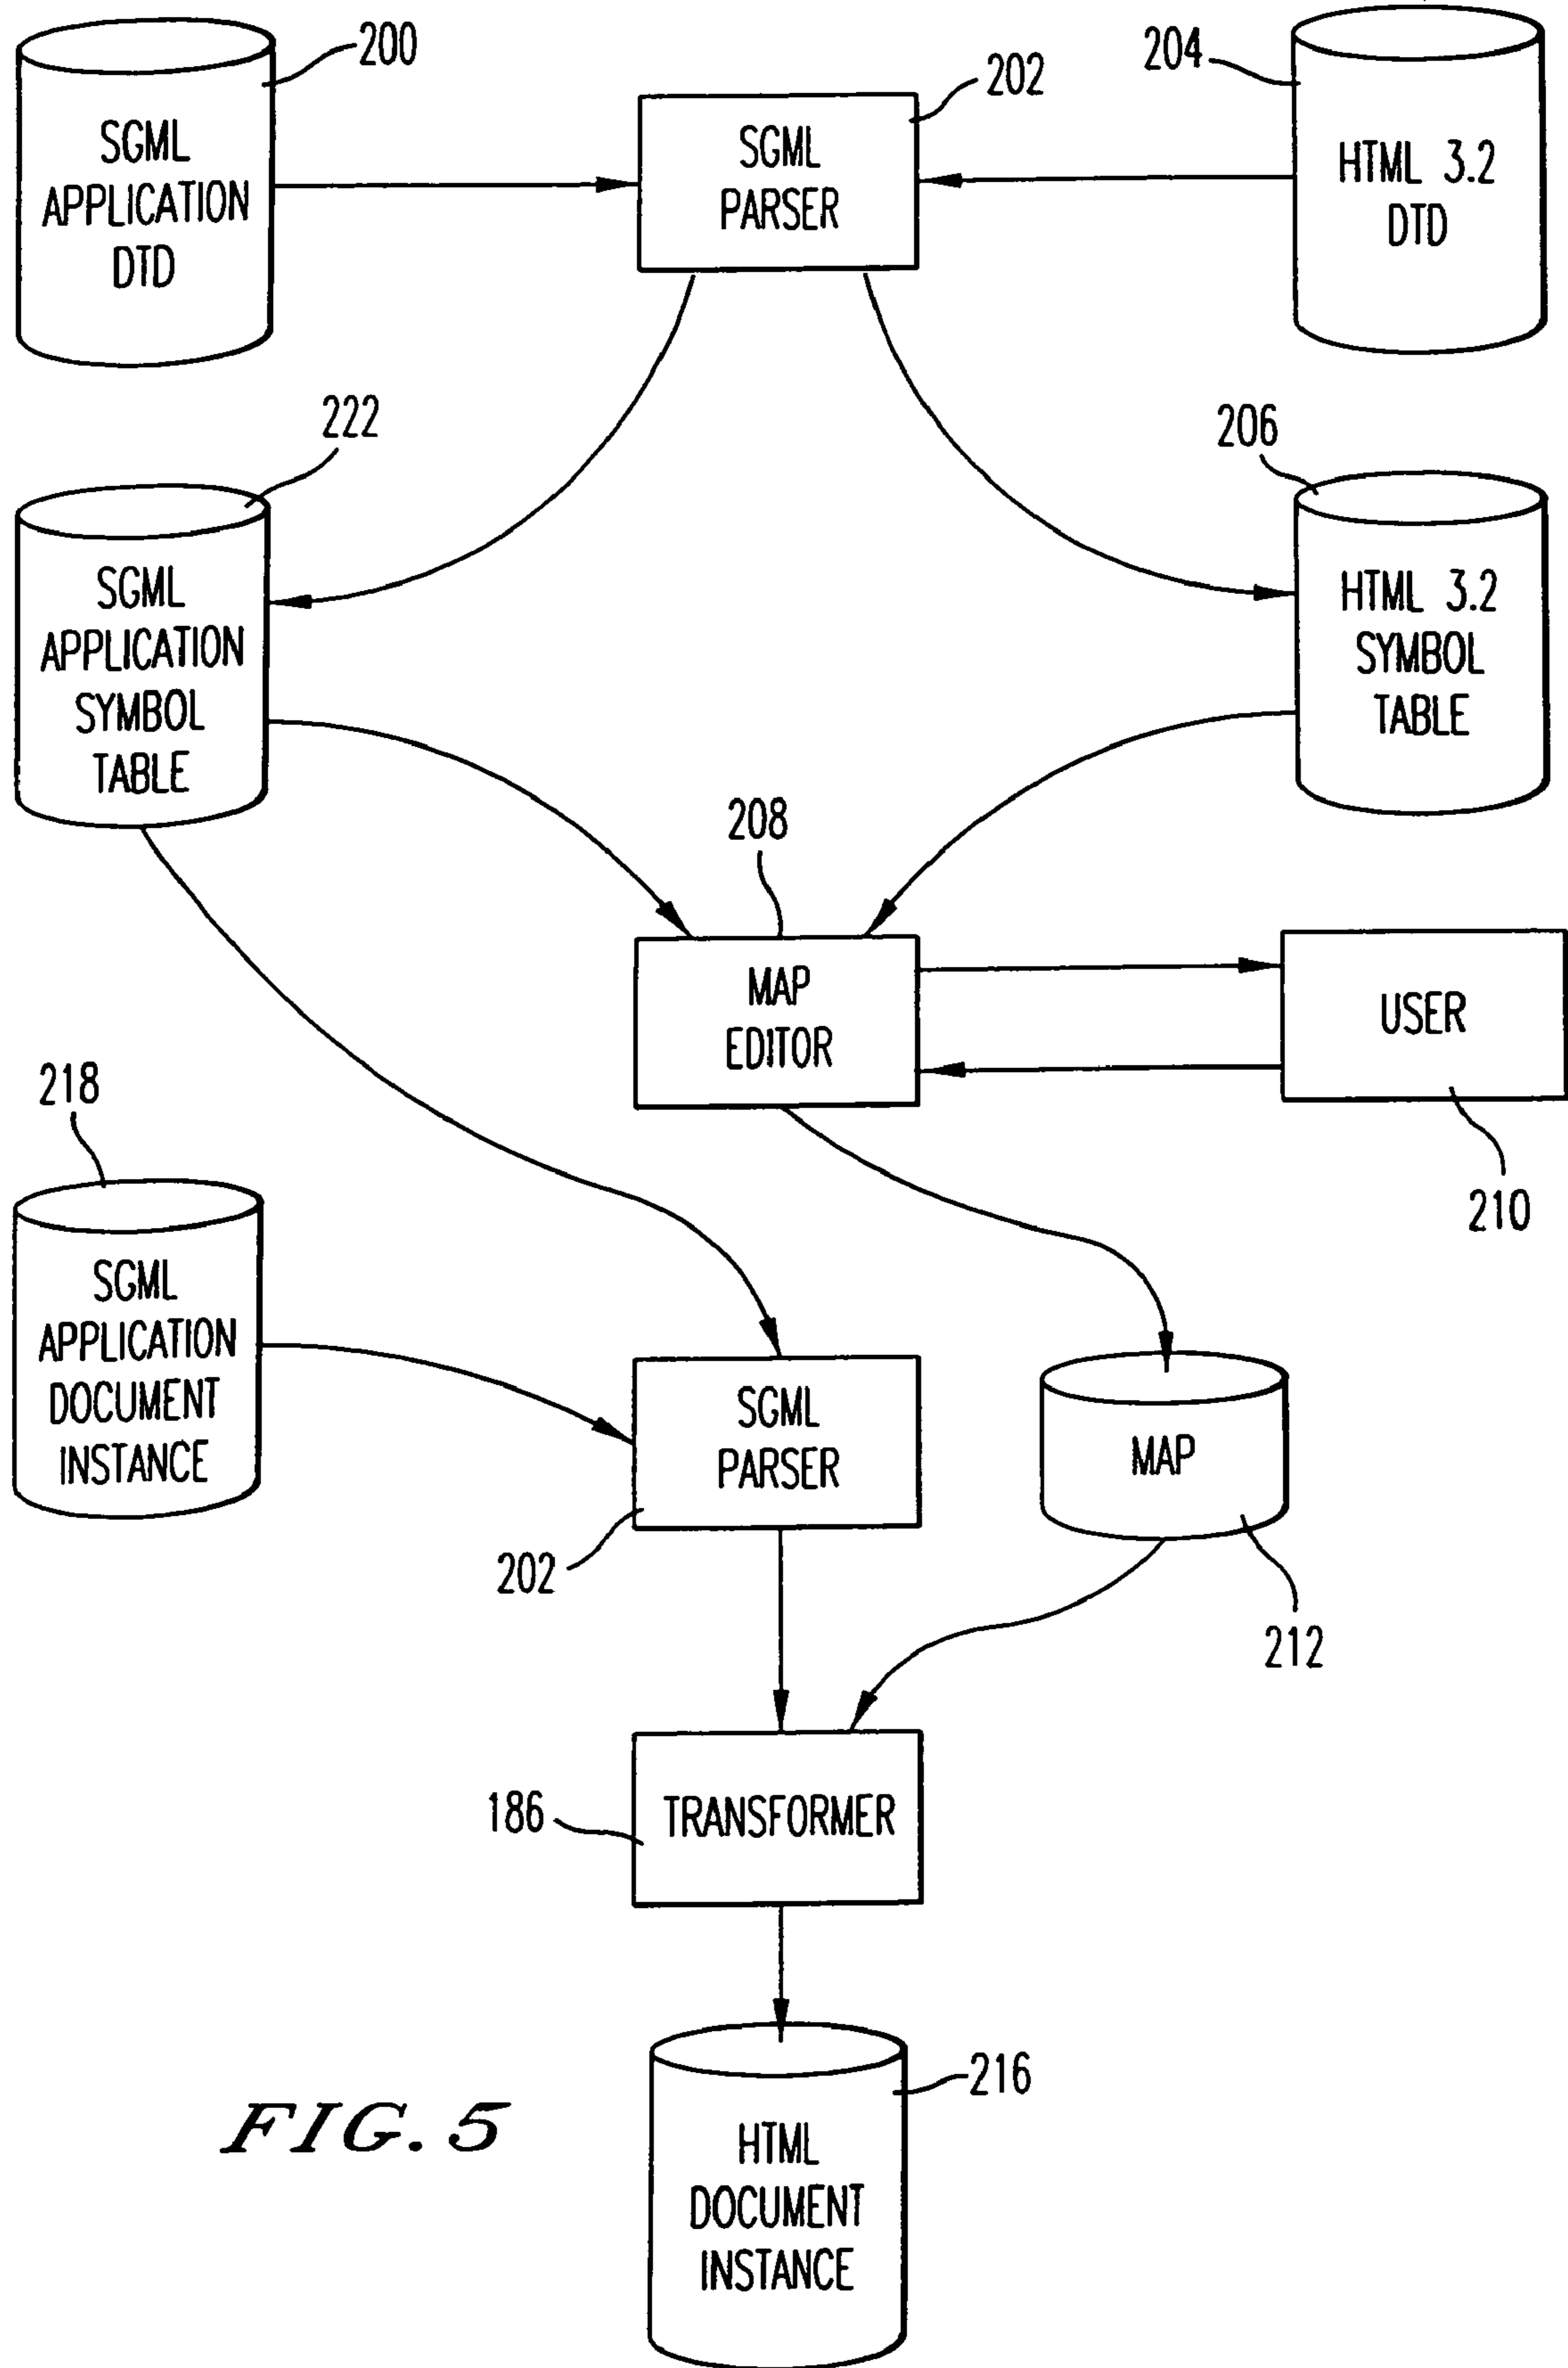 200
SGML
APPLICATION
DTD
202
SGML
PARSER
204
HTML 3.2
DTD
222
SGML
APPLICATION
SYMBOL
TABLE
206
HTML 3.2
SYMBOL
TABLE
208
MAP
EDITOR
USER
210
218
SGML
APPLICATION
DOCUMENT
INSTANCE
SGML
PARSER
202
MAP
212
186
TRANSFORMER
216
HTML
DOCUMENT
INSTANCE
FIG. 5